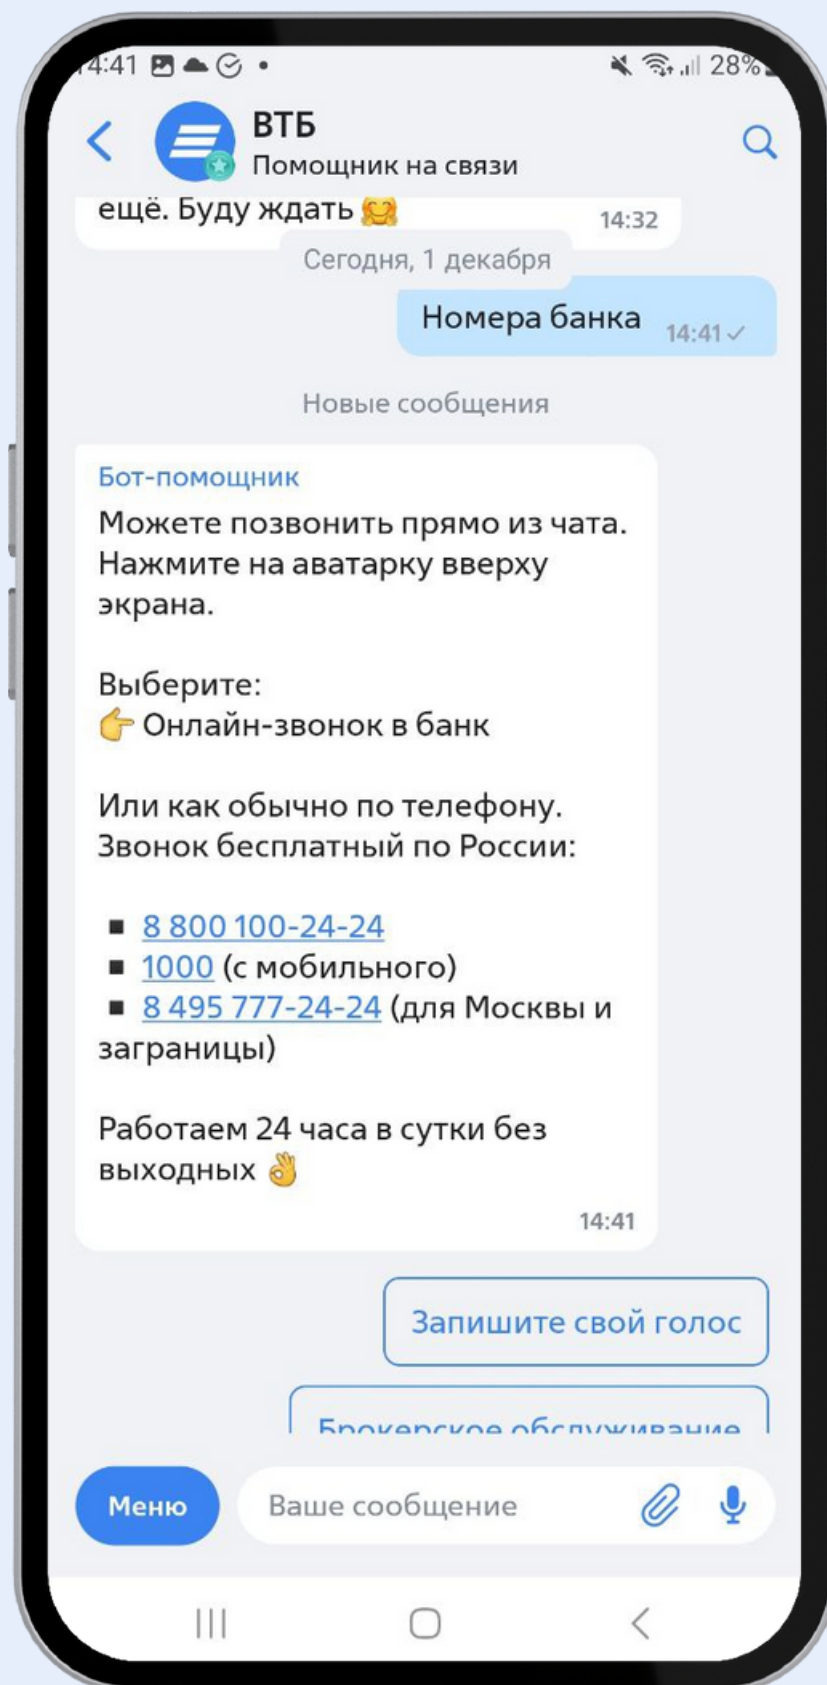 14:41 28%
ВТБ
Помощник на связи
ещё. Буду ждать 🤗
14:32
Сегодня, 1 декабря
Номера банка
14:41
Новые сообщения
Бот-помощник
Можете позвонить прямо из чата.
Нажмите на аватарку вверху
экрана.
Выберите:
👉 Онлайн-звонок в банк
Или как обычно по телефону.
Звонок бесплатный по России:
▪ 8 800 100-24-24
▪ 1000 (с мобильного)
▪ 8 495 777-24-24 (для Москвы и
заграницы)
Работаем 24 часа в сутки без
выходных 👌
14:41
Запишите свой голос
Брокерское обслуживание
Меню
Ваше сообщение